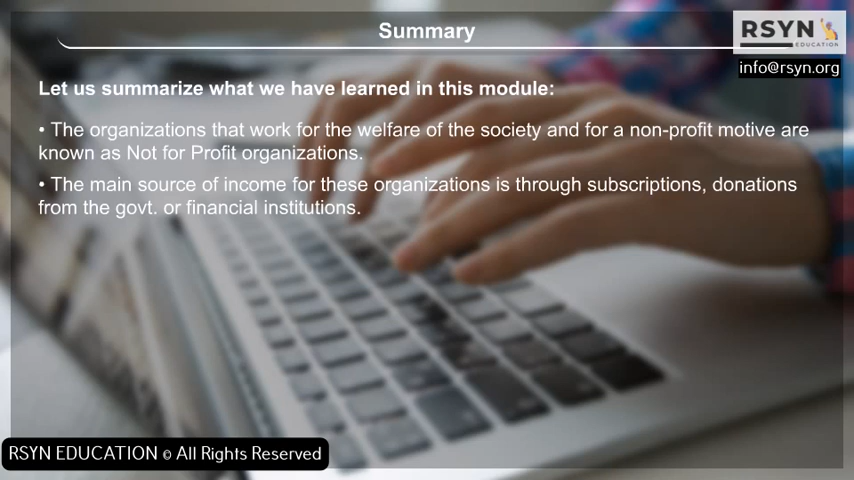 Summary
RSYN
EDUCATION
info@rsyn.org
Let us summarize what we have learned in this module:
• The organizations that work for the welfare of the society and for a non-profit motive are
known as Not for Profit organizations.
• The main source of income for these organizations is through subscriptions, donations
from the govt. or financial institutions.
RSYN EDUCATION © All Rights Reserved